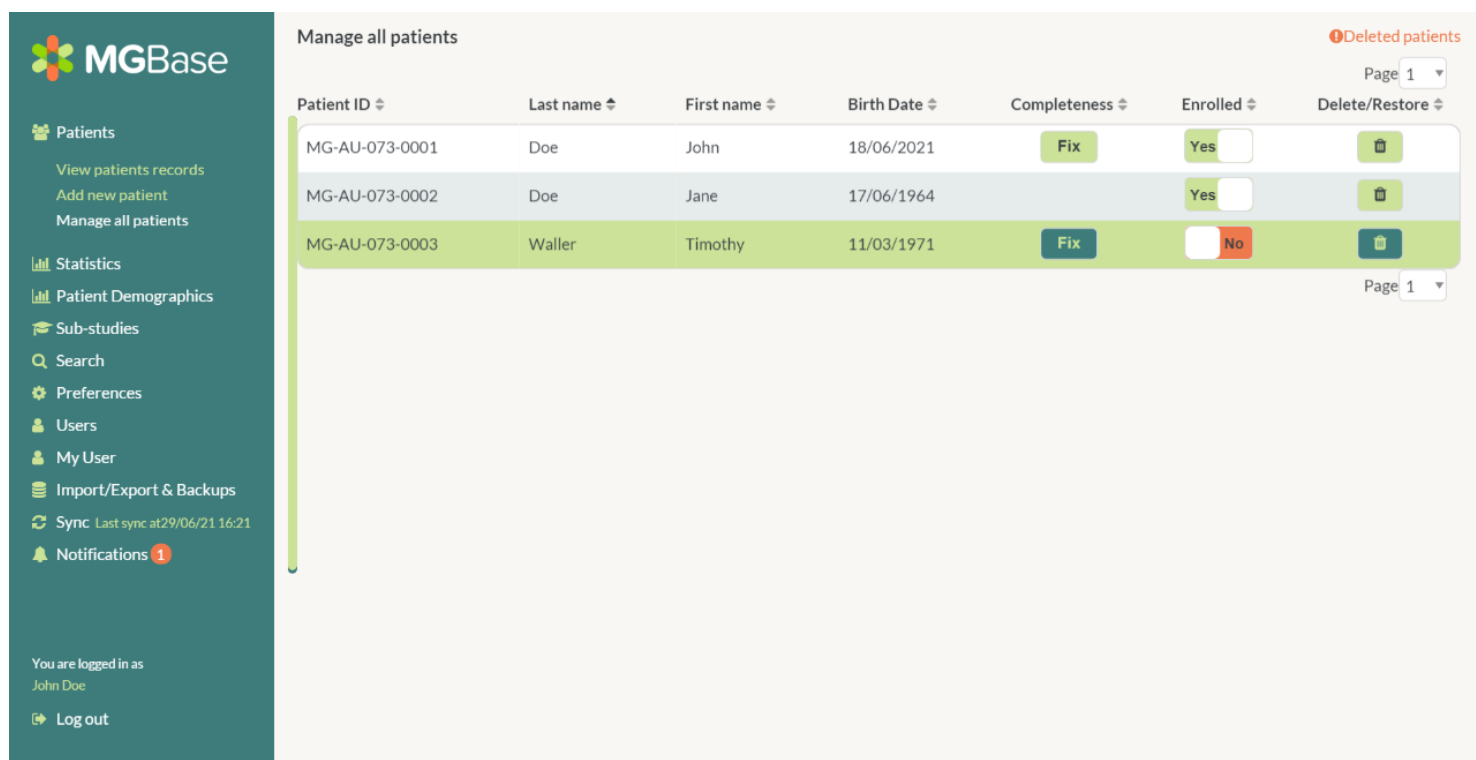 MGBase
Patients
View patients records
Add new patient
Manage all patients
Statistics
Patient Demographics
Sub-studies
Search
Preferences
Users
My User
Import/Export & Backups
Sync Last sync at29/06/21 16:21
Notifications 1
You are logged in as
John Doe
Log out
Manage all patients
Deleted patients
Page 1
Patient ID Last name First name Birth Date Completeness Enrolled Delete/Restore
MG-AU-073-0001 Doe John 18/06/2021 Fix Yes
MG-AU-073-0002 Doe Jane 17/06/1964 Yes
MG-AU-073-0003 Waller Timothy 11/03/1971 Fix No
Page 1